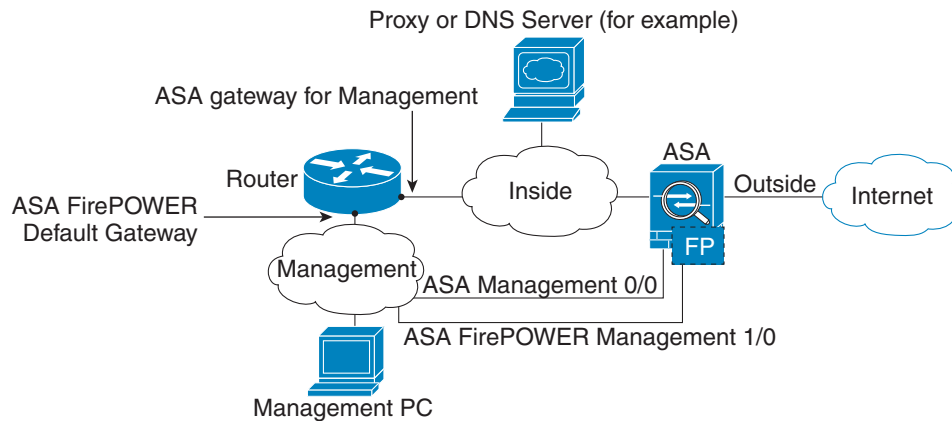 Proxy or DNS Server (for example)
ASA gateway for Management
ASA
Router
Inside
Outside
Internet
ASA FirePOWER
Default Gateway
FP
Management
ASA Management 0/0
ASA FirePOWER Management 1/0
Management PC